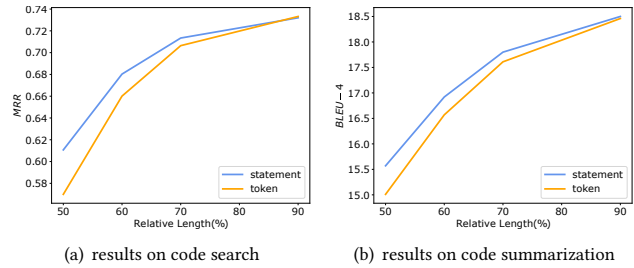 0.74
0.72
0.70
0.68
0.66
0.64
0.62
0.60
0.58
MRR
50 60 70 80 90
Relative Length(%)
statement
token
(a) results on code search
18.5
18.0
17.5
17.0
16.5
16.0
15.5
15.0
BLEU-4
50 60 70 80 90
Relative Length(%)
statement
token
(b) results on code summarization